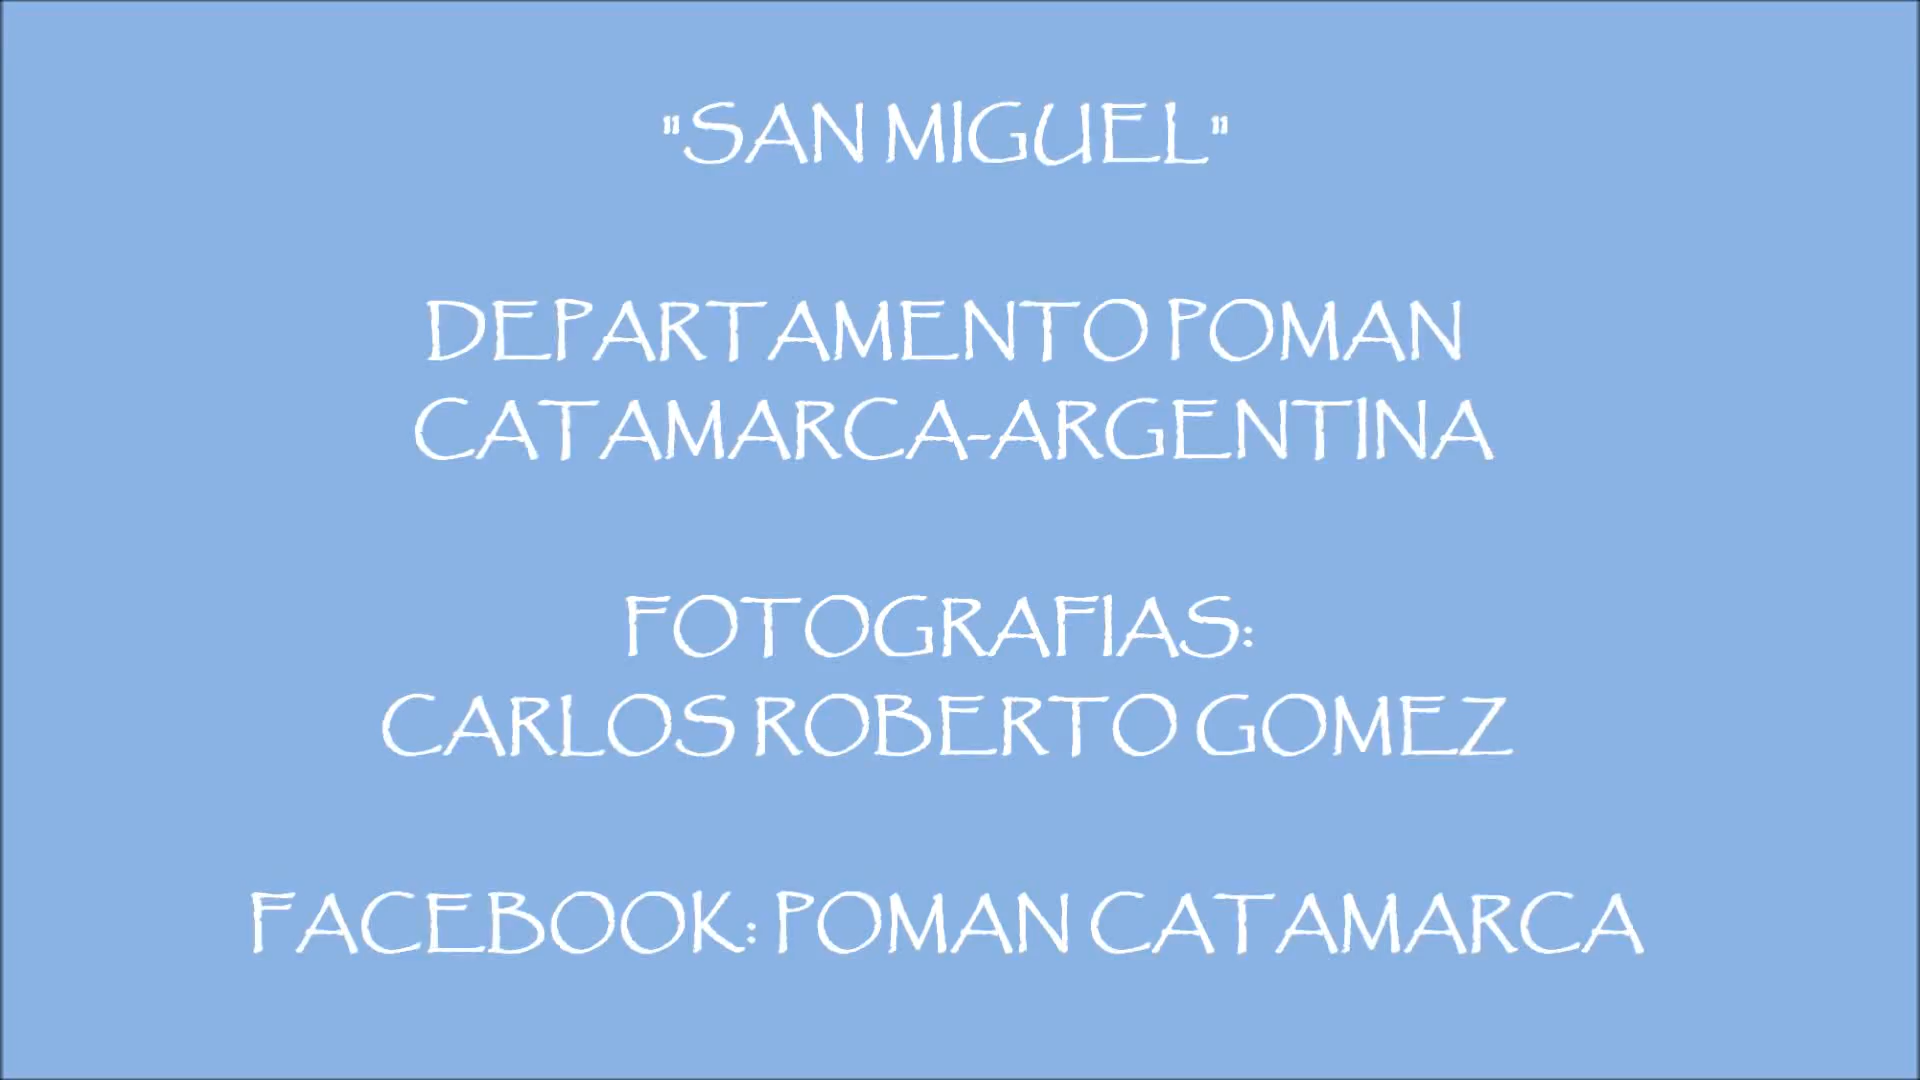 "SAN MIGUEL"
DEPARTAMENTO POMAN
CATAMARCA-ARGENTINA
FOTOGRAFIAS:
CARLOS ROBERTO GOMEZ
FACEBOOK: POMAN CATAMARCA